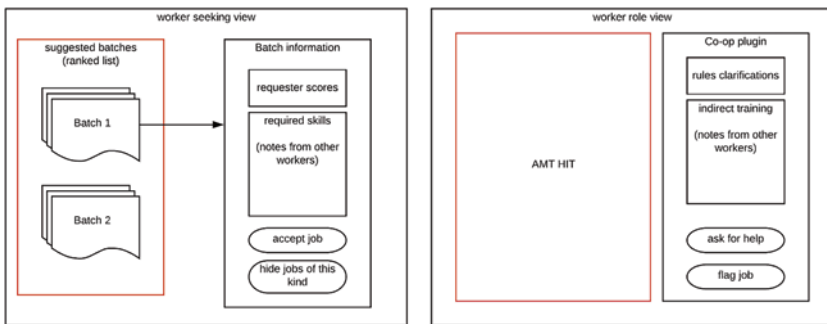 worker seeking view
suggested batches
(ranked list)
Batch 1
Batch 2
Batch information
requester scores
required skills
(notes from other
workers)
accept job
hide jobs of this
kind
worker role view
AMT HIT
Co-op plugin
rules clarifications
indirect training
(notes from other
workers)
ask for help
flag job